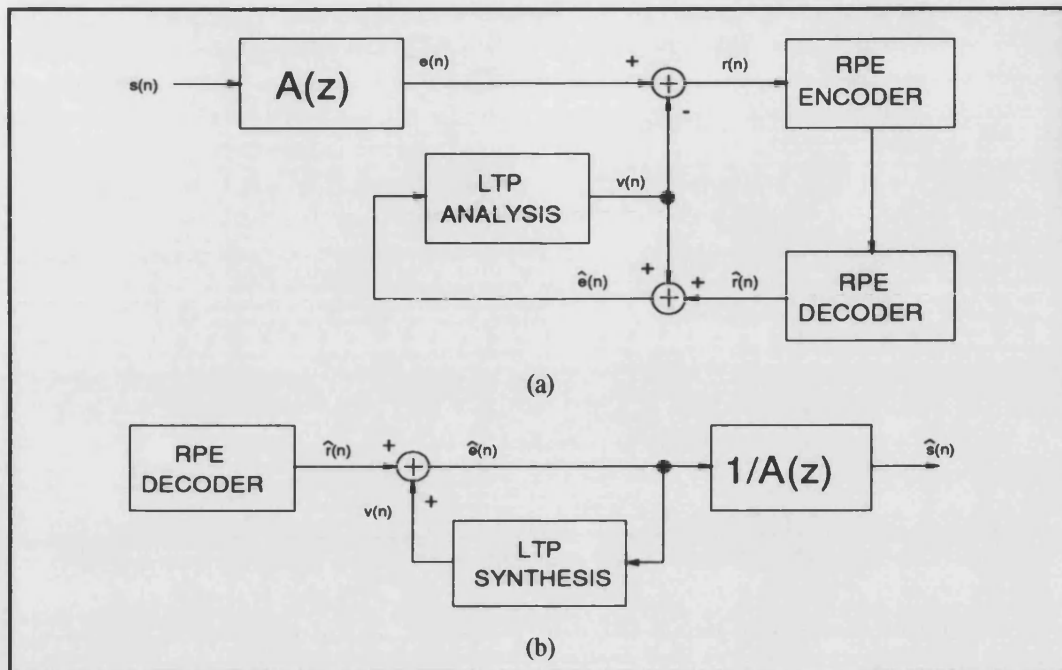 s(n)
A(z)
e(n)
+
+
-
r(n)
RPE
ENCODER
LTP
ANALYSIS
v(n)
ê(n)
+
+
+
r̂(n)
RPE
DECODER
(a)
RPE
DECODER
r̂(n)
+
+
ê(n)
v(n)
+
LTP
SYNTHESIS
1/A(z)
ŝ(n)
(b)